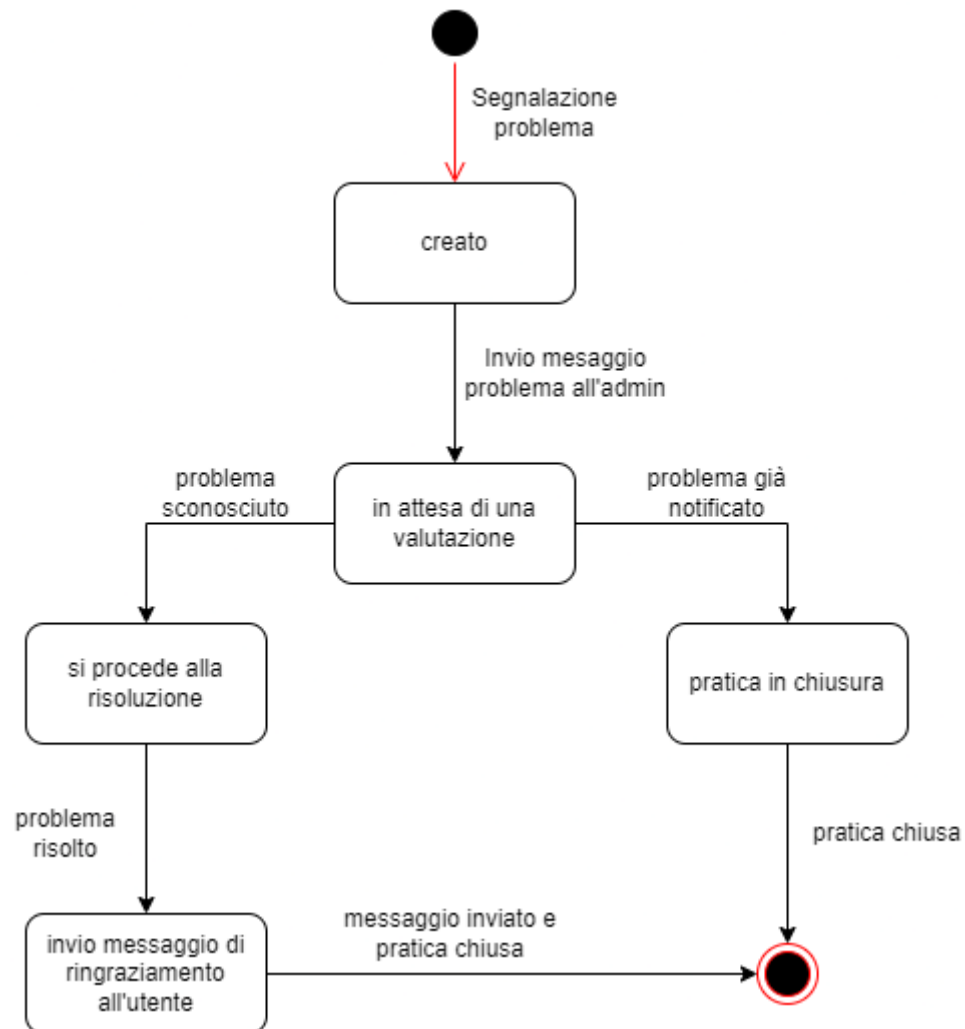 Segnalazione
problema
creato
Invio mesaggio
problema all'admin
problema
sconosciuto
in attesa di una
valutazione
problema già
notificato
si procede alla
risoluzione
pratica in chiusura
problema
risolto
pratica chiusa
invio messaggio di
ringraziamento
all'utente
messaggio inviato e
pratica chiusa